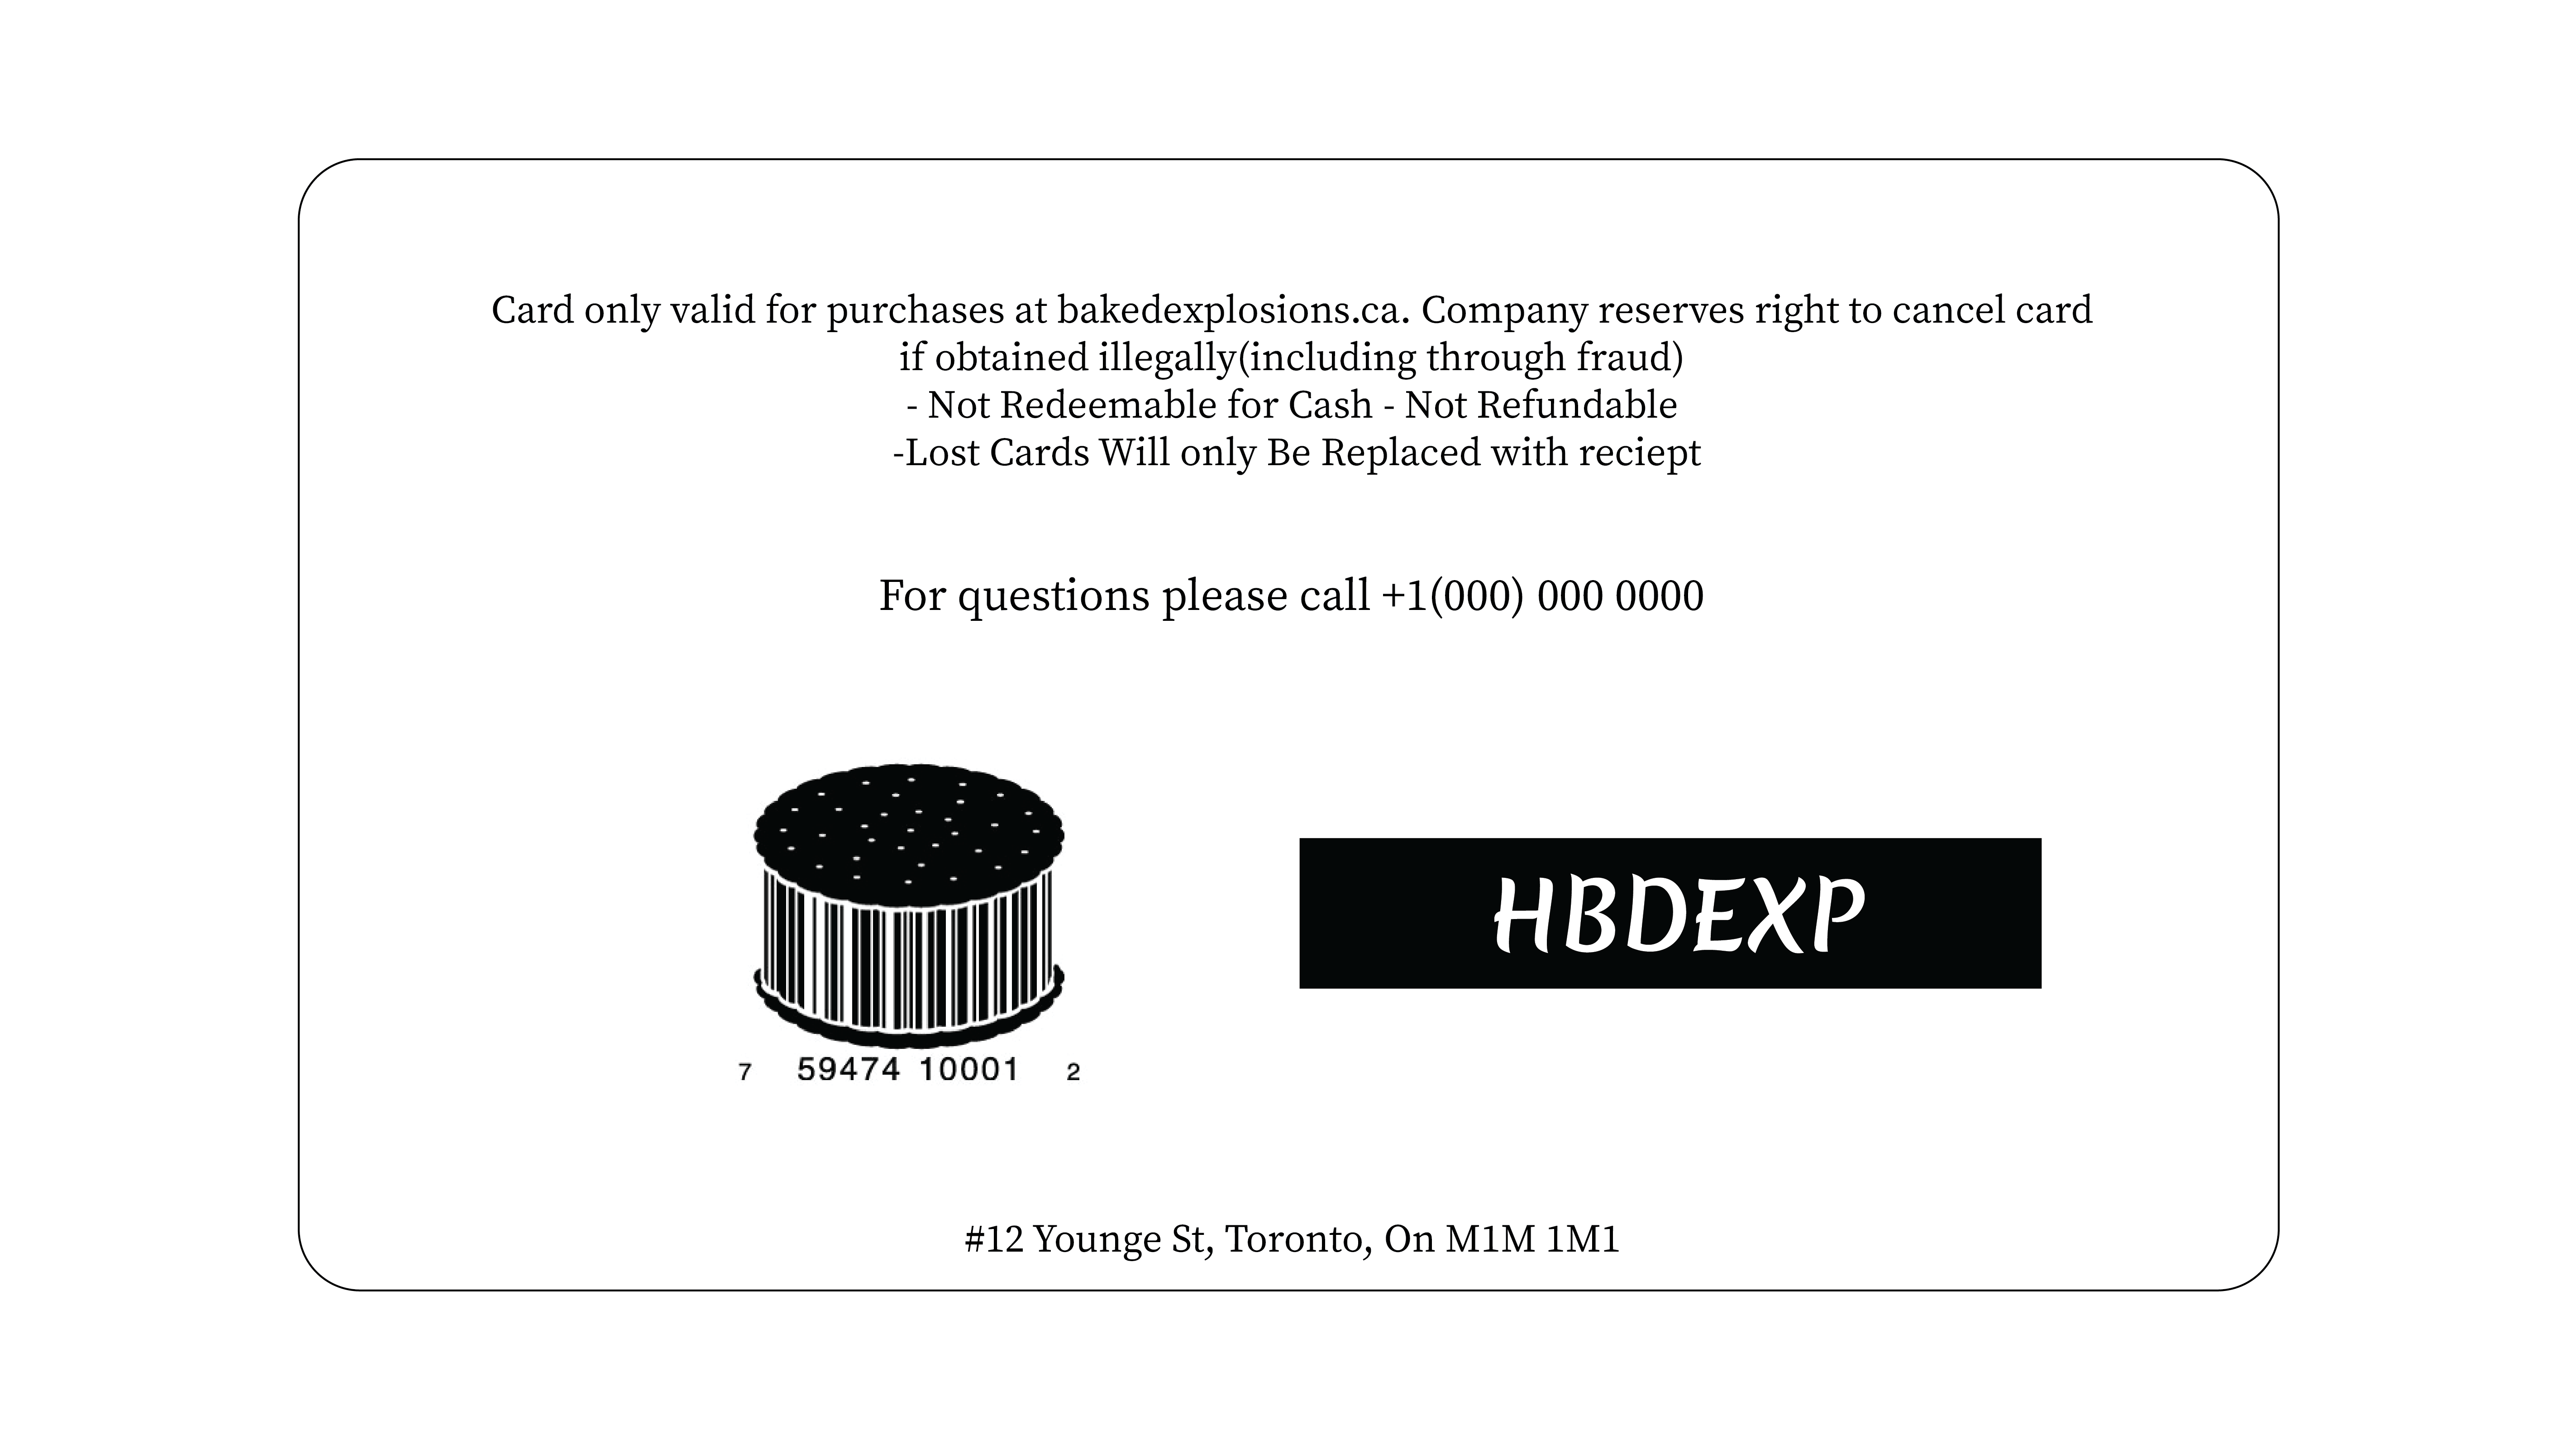 Card only valid for purchases at bakedexplosions.ca. Company reserves right to cancel card
if obtained illegally(including through fraud)
- Not Redeemable for Cash - Not Refundable
-Lost Cards Will only Be Replaced with reciept
For questions please call +1(000) 000 0000
HBDEXP
7 59474 10001 2
#12 Younge St, Toronto, On M1M 1M1